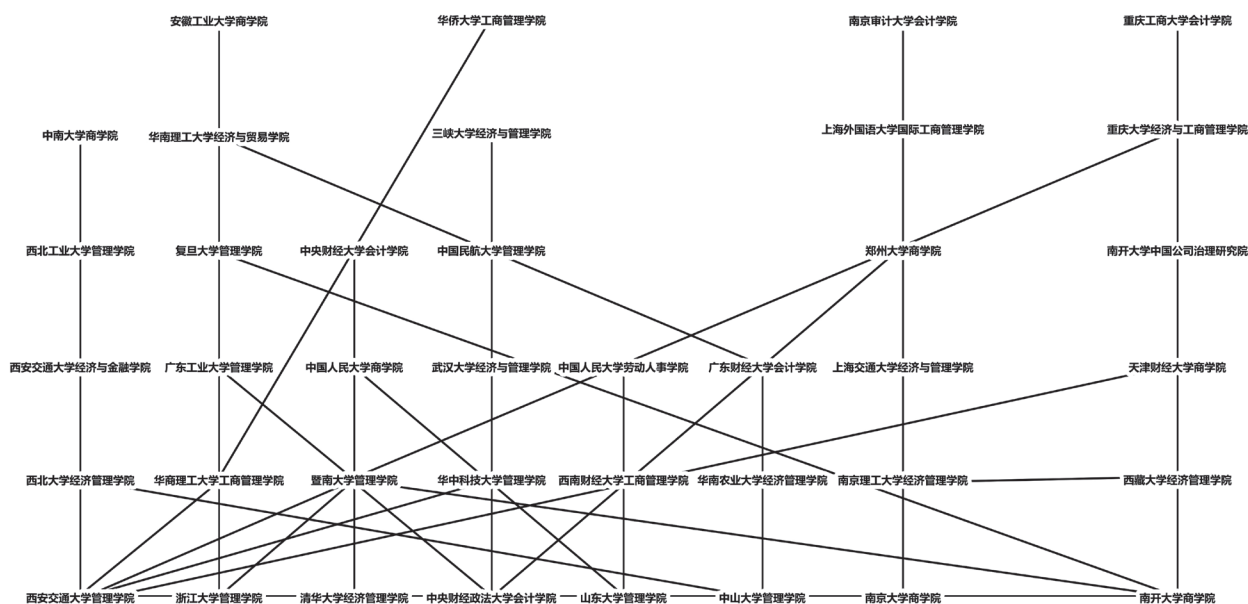 安徽工业大学商学院
华侨大学工商管理学院
南京审计大学会计学院
重庆工商大学会计学院
中南大学商学院
华南理工大学经济与贸易学院
三峡大学经济与管理学院
上海外国语大学国际工商管理学院
重庆大学经济与工商管理学院
西北工业大学管理学院
复旦大学管理学院
中央财经大学会计学院
中国民航大学管理学院
郑州大学商学院
南开大学中国公司治理研究院
西安交通大学经济与金融学院
广东工业大学管理学院
中国人民大学商学院
武汉大学经济与管理学院
中国人民大学劳动人事学院
广东财经大学会计学院
上海交通大学经济与管理学院
天津财经大学商学院
西北大学经济管理学院
华商理工大学工商管理学院
暨南大学管理学院
华中科技大学管理学院
西南财经大学工商管理学院
华南农业大学经济管理学院
南京理工大学经济管理学院
西藏大学经济管理学院
西安交通大学管理学院
浙江大学管理学院
清华大学经济管理学院
中央财经政法大学会计学院
山东大学管理学院
中山大学管理学院
南京大学商学院
南开大学商学院